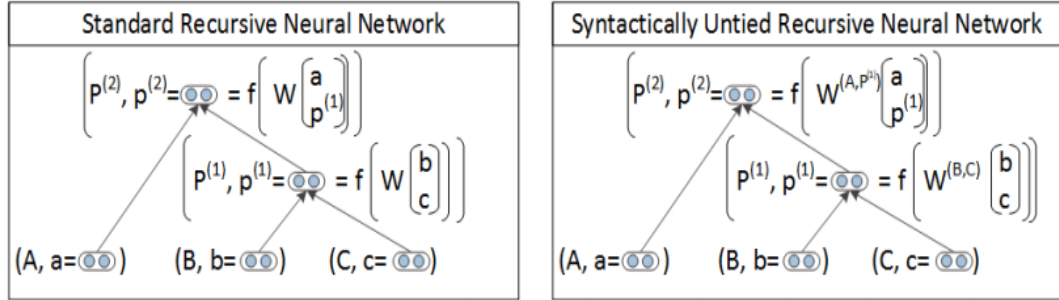 Standard Recursive Neural Network
(P^(2), p^(2)= = f(W(a p^(1))))
(P^(1), p^(1)= = f(W(b c)))
(A, a= ) (B, b= ) (C, c= )
Syntactically Untied Recursive Neural Network
(P^(2), p^(2)= = f(W^(A,P^(1))(a p^(1))))
(P^(1), p^(1)= = f(W^(B,C)(b c)))
(A, a= ) (B, b= ) (C, c= )